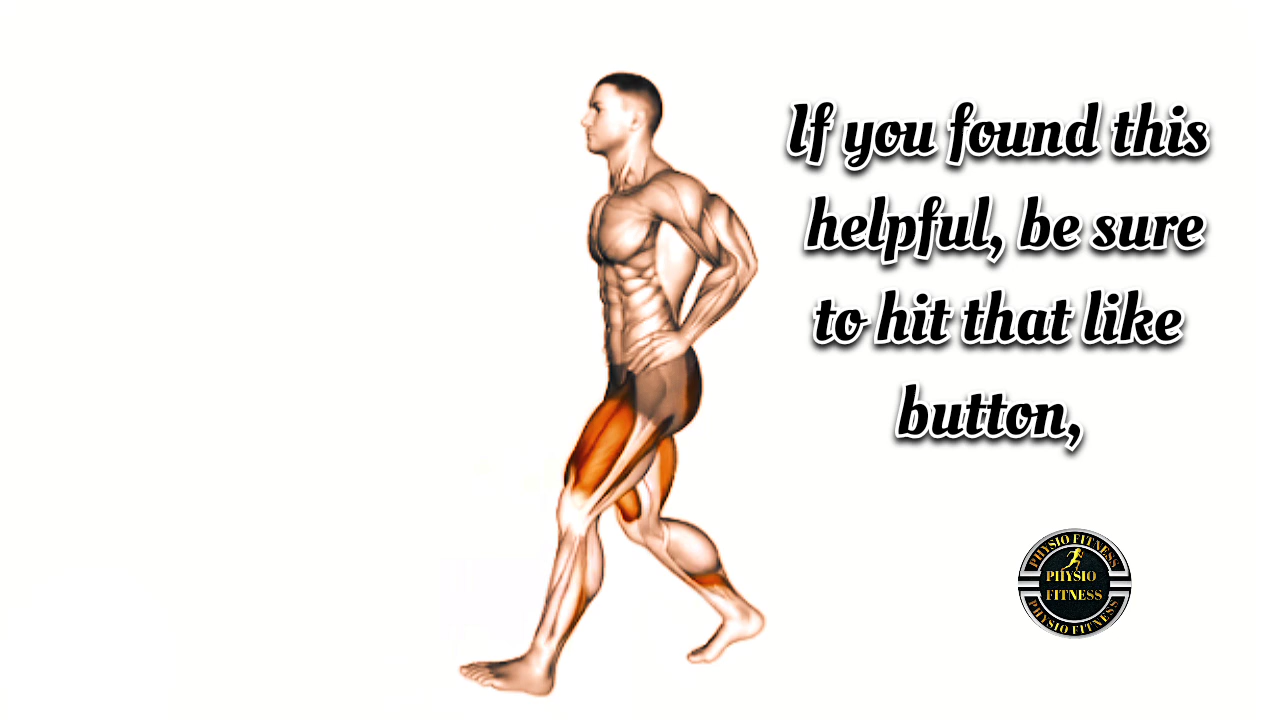 If you found this
helpful, be sure
to hit that like
button,
PHYSIO FITNESS
PHYSIO
FITNESS
PHYSIO FITNESS